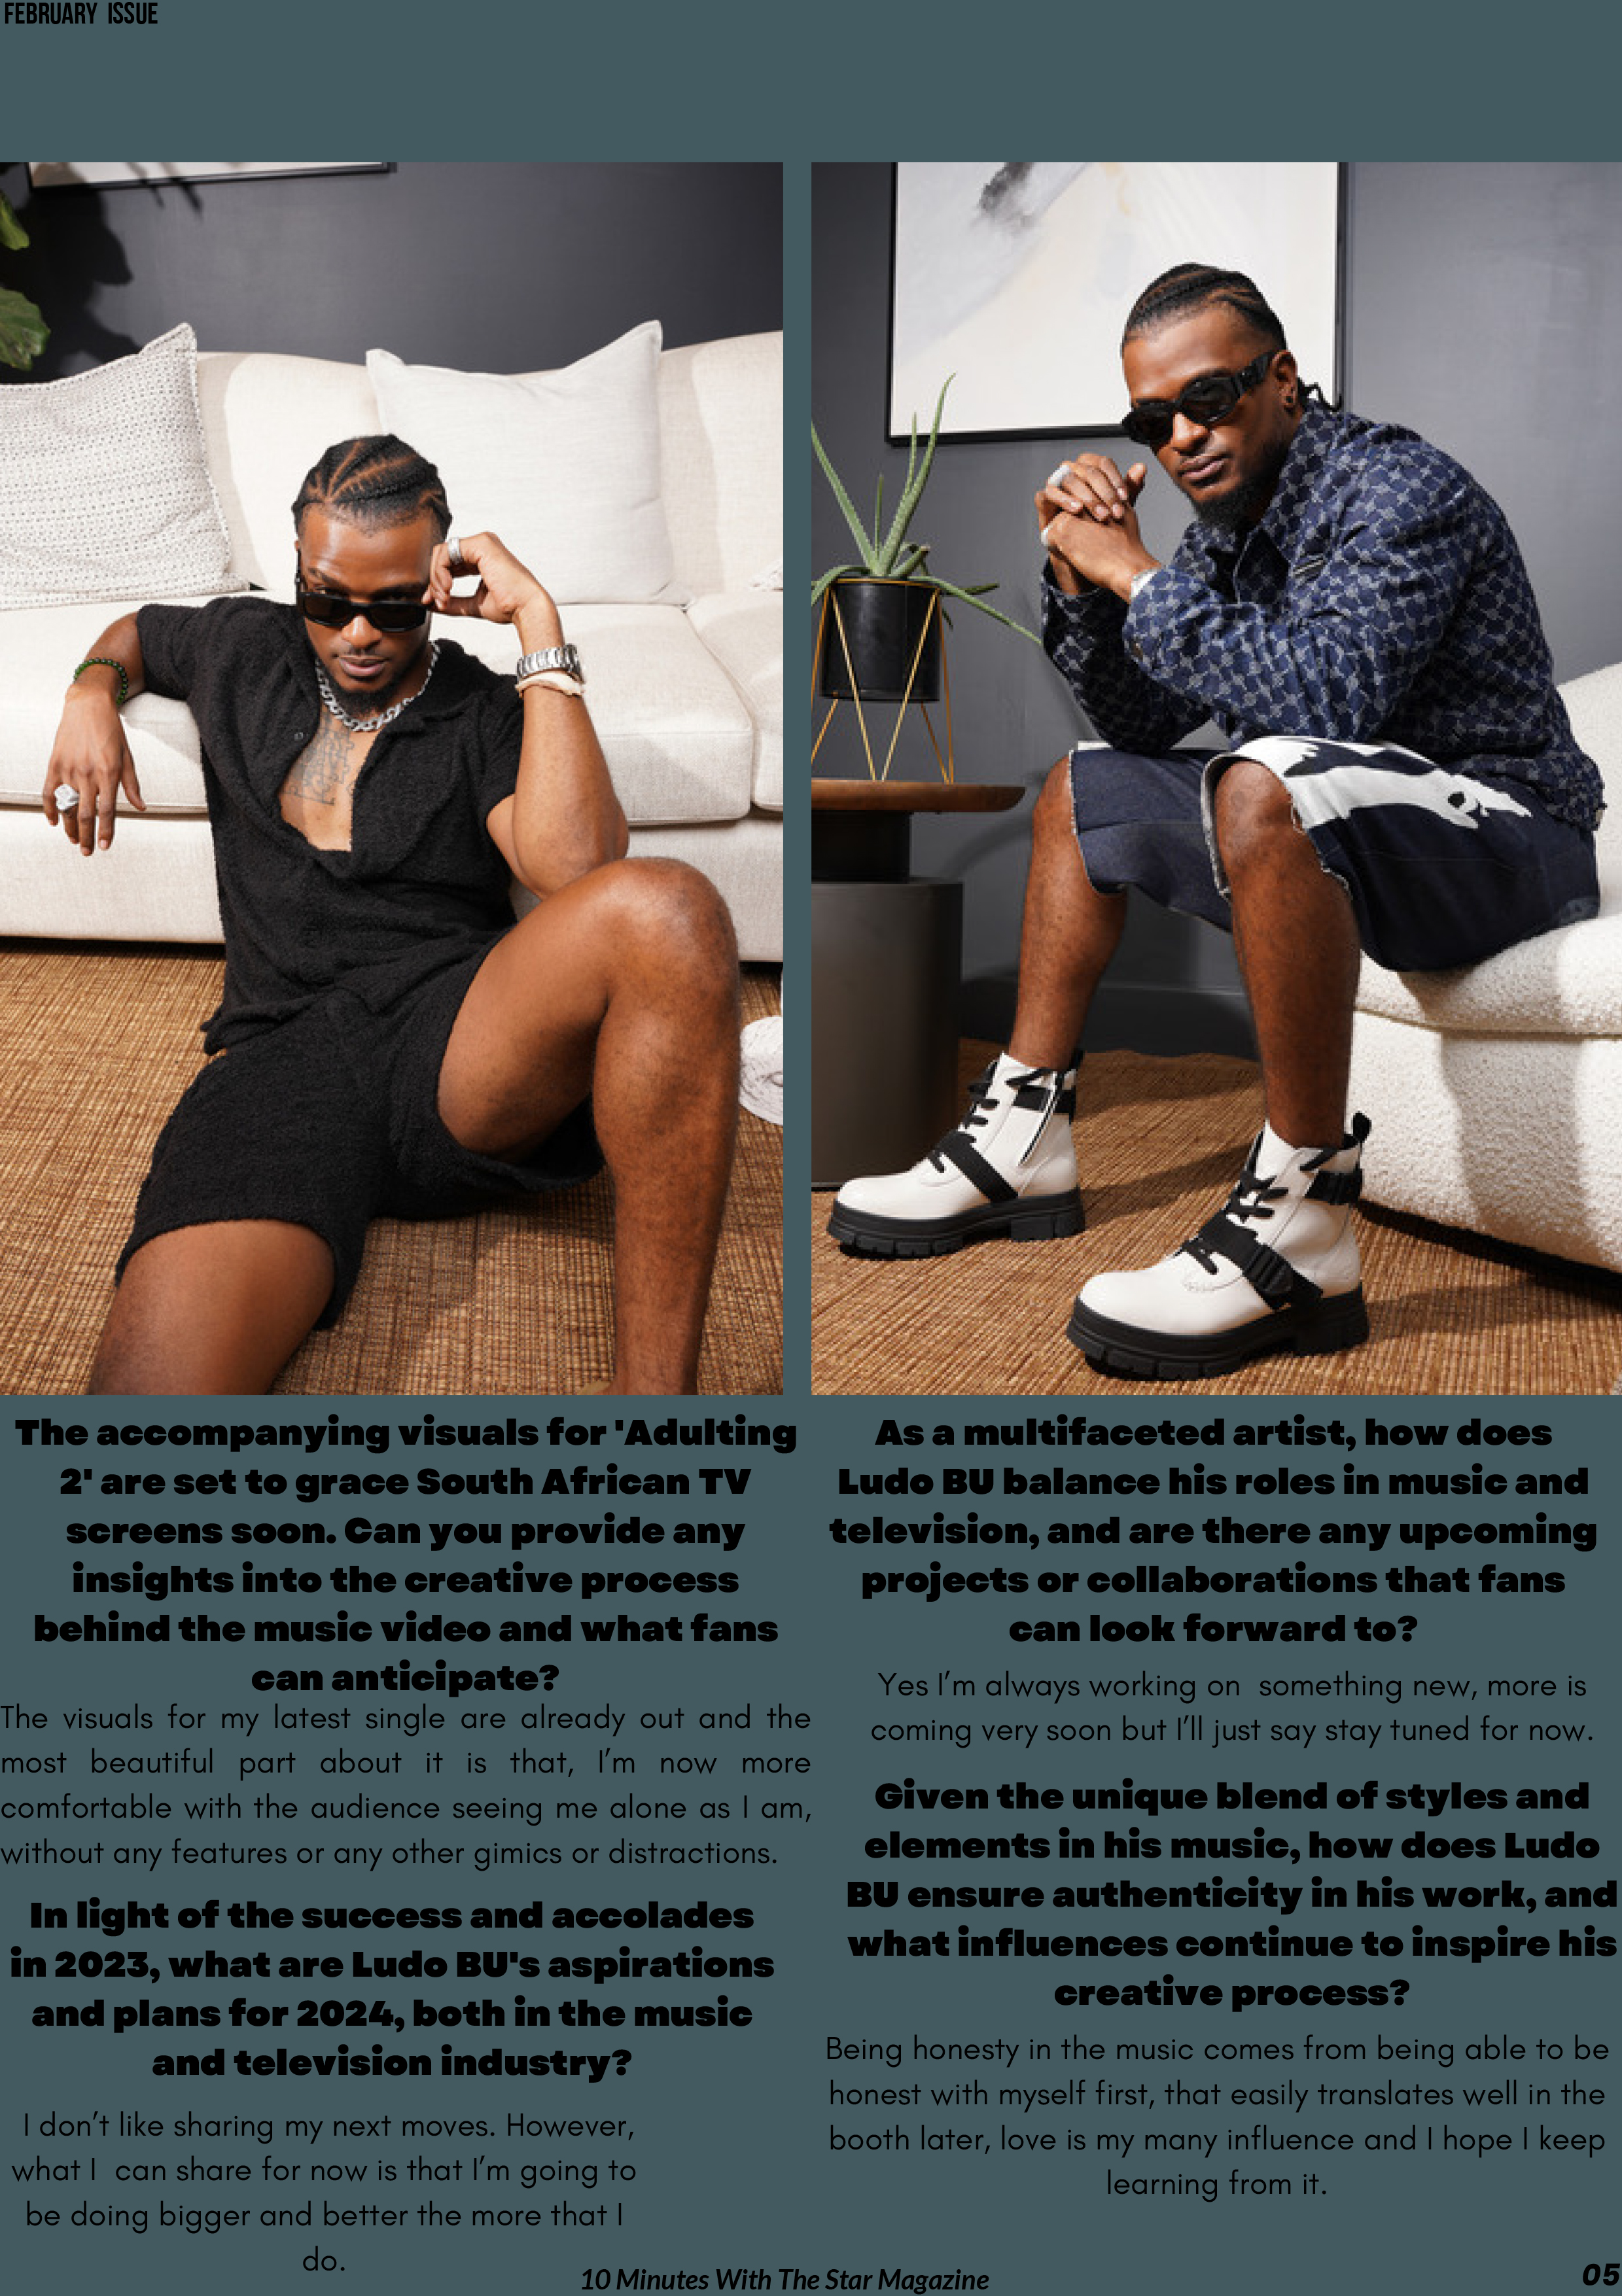 FEBRUARY ISSUE
The accompanying visuals for 'Adulting
2' are set to grace South African TV
screens soon. Can you provide any
insights into the creative process
behind the music video and what fans
can anticipate?
The visuals for my latest single are already out and the
most beautiful part about it is that, I’m now more
comfortable with the audience seeing me alone as I am,
without any features or any other gimics or distractions.
In light of the success and accolades
in 2023, what are Ludo BU's aspirations
and plans for 2024, both in the music
and television industry?
I don’t like sharing my next moves. However,
what I can share for now is that I’m going to
be doing bigger and better the more that I
do.
As a multifaceted artist, how does
Ludo BU balance his roles in music and
television, and are there any upcoming
projects or collaborations that fans
can look forward to?
Yes I’m always working on something new, more is
coming very soon but I’ll just say stay tuned for now.
Given the unique blend of styles and
elements in his music, how does Ludo
BU ensure authenticity in his work, and
what influences continue to inspire his
creative process?
Being honesty in the music comes from being able to be
honest with myself first, that easily translates well in the
booth later, love is my many influence and I hope I keep
learning from it.
10 Minutes With The Star Magazine
05